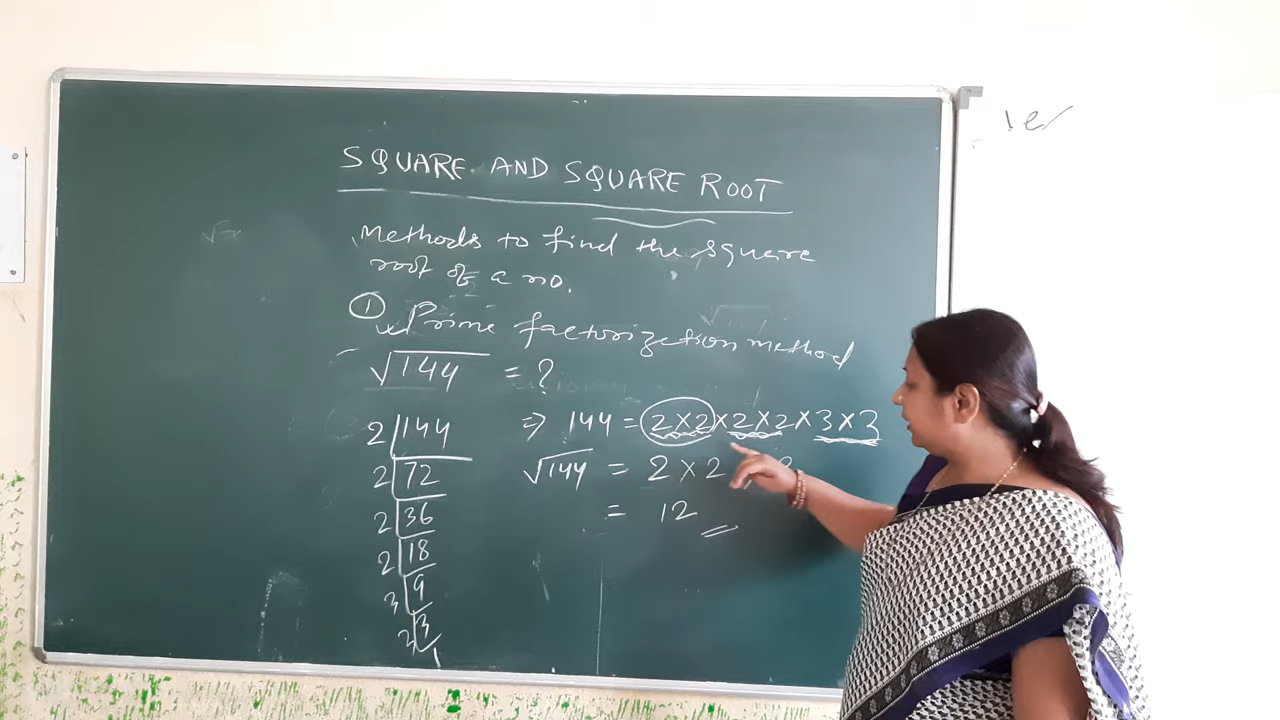 SQUARE AND SQUARE ROOT
Methods to find the square
root of a no.
① Prime factorization method
√144 = ?
2 | 144
2 | 72
2 | 36
2 | 18
3 | 9
3
1
⇒ 144 = 2×2×2×2×3×3
√144 = 2 × 2
= 12